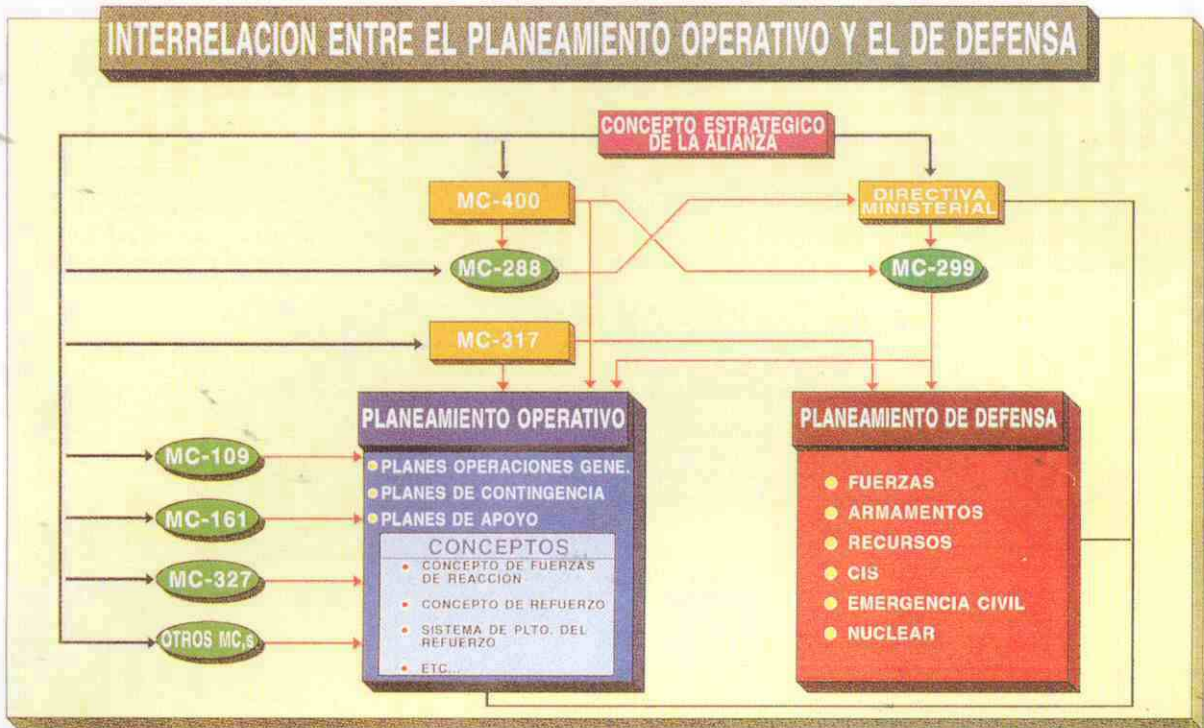 INTERRELACION ENTRE EL PLANEAMIENTO OPERATIVO Y EL DE DEFENSA
CONCEPTO ESTRATEGICO
DE LA ALIANZA
MC-400
DIRECTIVA
MINISTERIAL
MC-288
MC-299
MC-317
PLANEAMIENTO OPERATIVO
PLANES OPERACIONES GENE.
PLANES DE CONTINGENCIA
PLANES DE APOYO
CONCEPTOS
CONCEPTO DE FUERZAS
DE REACCION
CONCEPTO DE REFUERZO
SISTEMA DE PLTO. DEL
REFUERZO
ETC...
MC-109
MC-161
MC-327
OTROS MC,s
PLANEAMIENTO DE DEFENSA
FUERZAS
ARMAMENTOS
RECURSOS
CIS
EMERGENCIA CIVIL
NUCLEAR